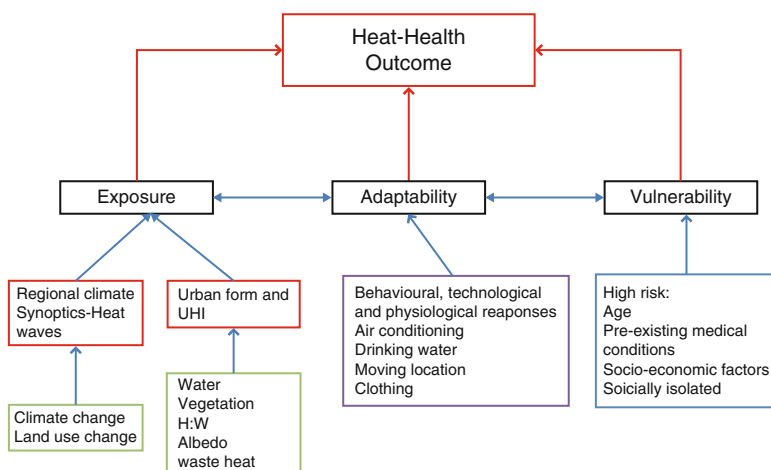 Heat-Health
Outcome
Exposure
Adaptability
Vulnerability
Regional climate
Synoptics-Heat
waves
Urban form and
UHI
Behavioural, technological
and physiological reaponses
Air conditioning
Drinking water
Moving location
Clothing
High risk:
Age
Pre-existing medical
conditions
Socio-economic factors
Soicially isolated
Climate change
Land use change
Water
Vegetation
H:W
Albedo
waste heat